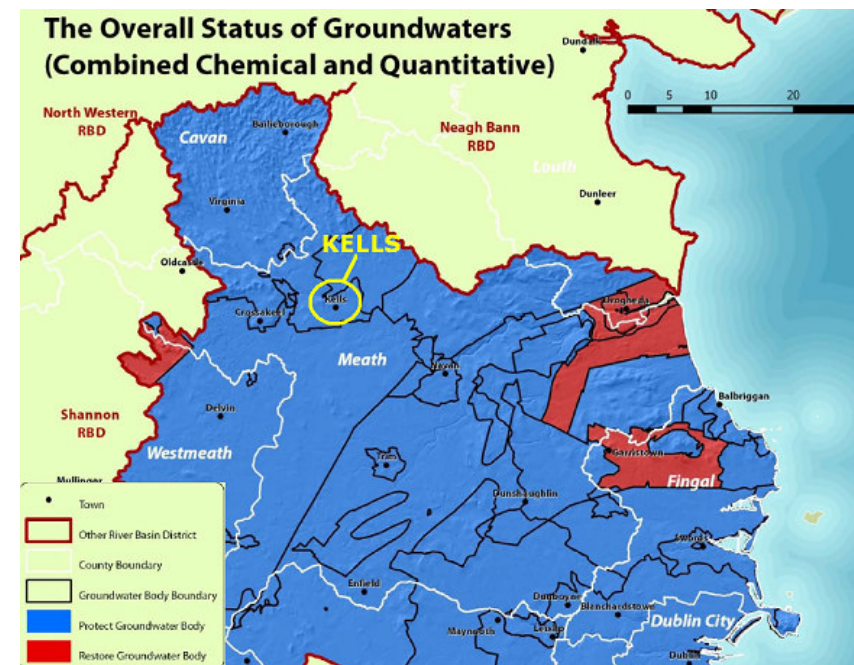 The Overall Status of Groundwaters
(Combined Chemical and Quantitative)
Dundalk
0 5 10 20
North Western
RBD
Cavan
Bailieborough
Neagh Bann
RBD
Louth
Dunleer
Virginia
KELLS
Oldcastle
Kells
Crossakeel
Drogheda
Meath
Navan
Balbriggan
Delvin
Shannon
RBD
Westmeath
Garristown
Trim
Mullingar
Fingal
Dunshaughlin
Town
Other River Basin District
Swords
County Boundary
Groundwater Body Boundary
Enfield
Dunboyne
Blanchardstown
Protect Groundwater Body
Dublin City
Maynooth
Leixlip
Restore Groundwater Body
Dublin